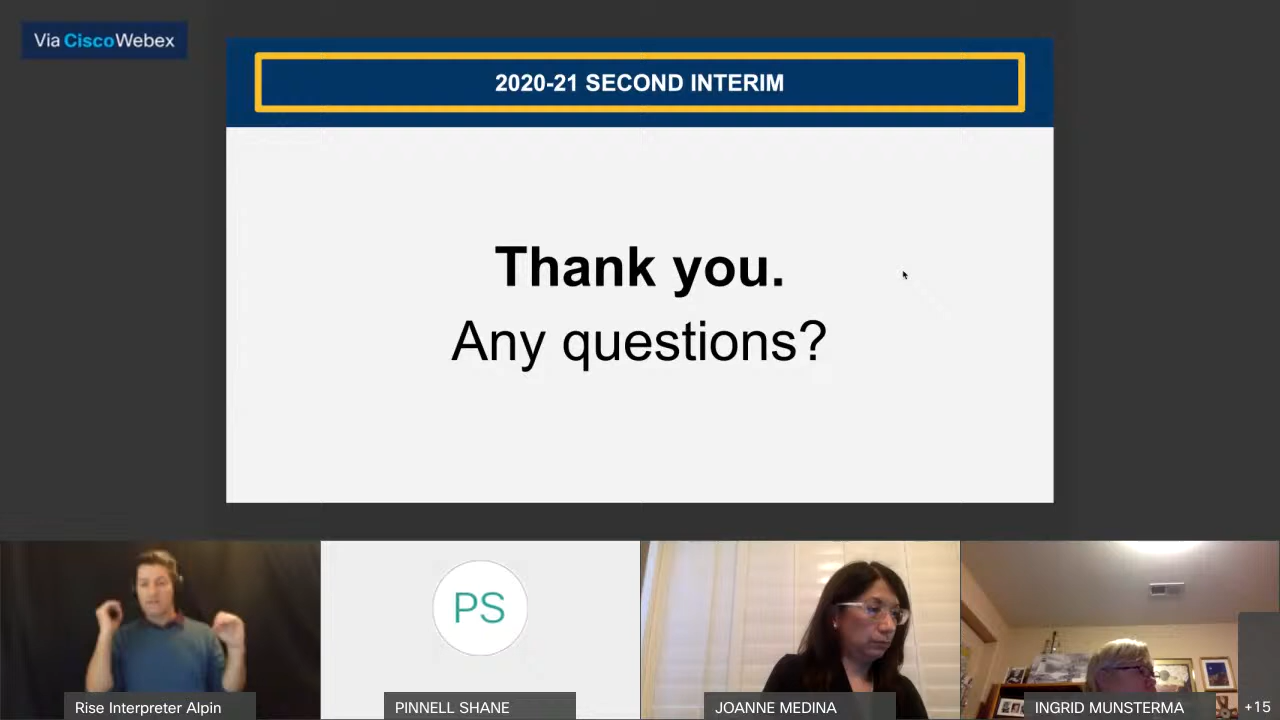 Via CiscoWebex
2020-21 SECOND INTERIM
Thank you.
Any questions?
PS
Rise Interpreter Alpin
PINNELL SHANE
JOANNE MEDINA
INGRID MUNSTERMA
+15